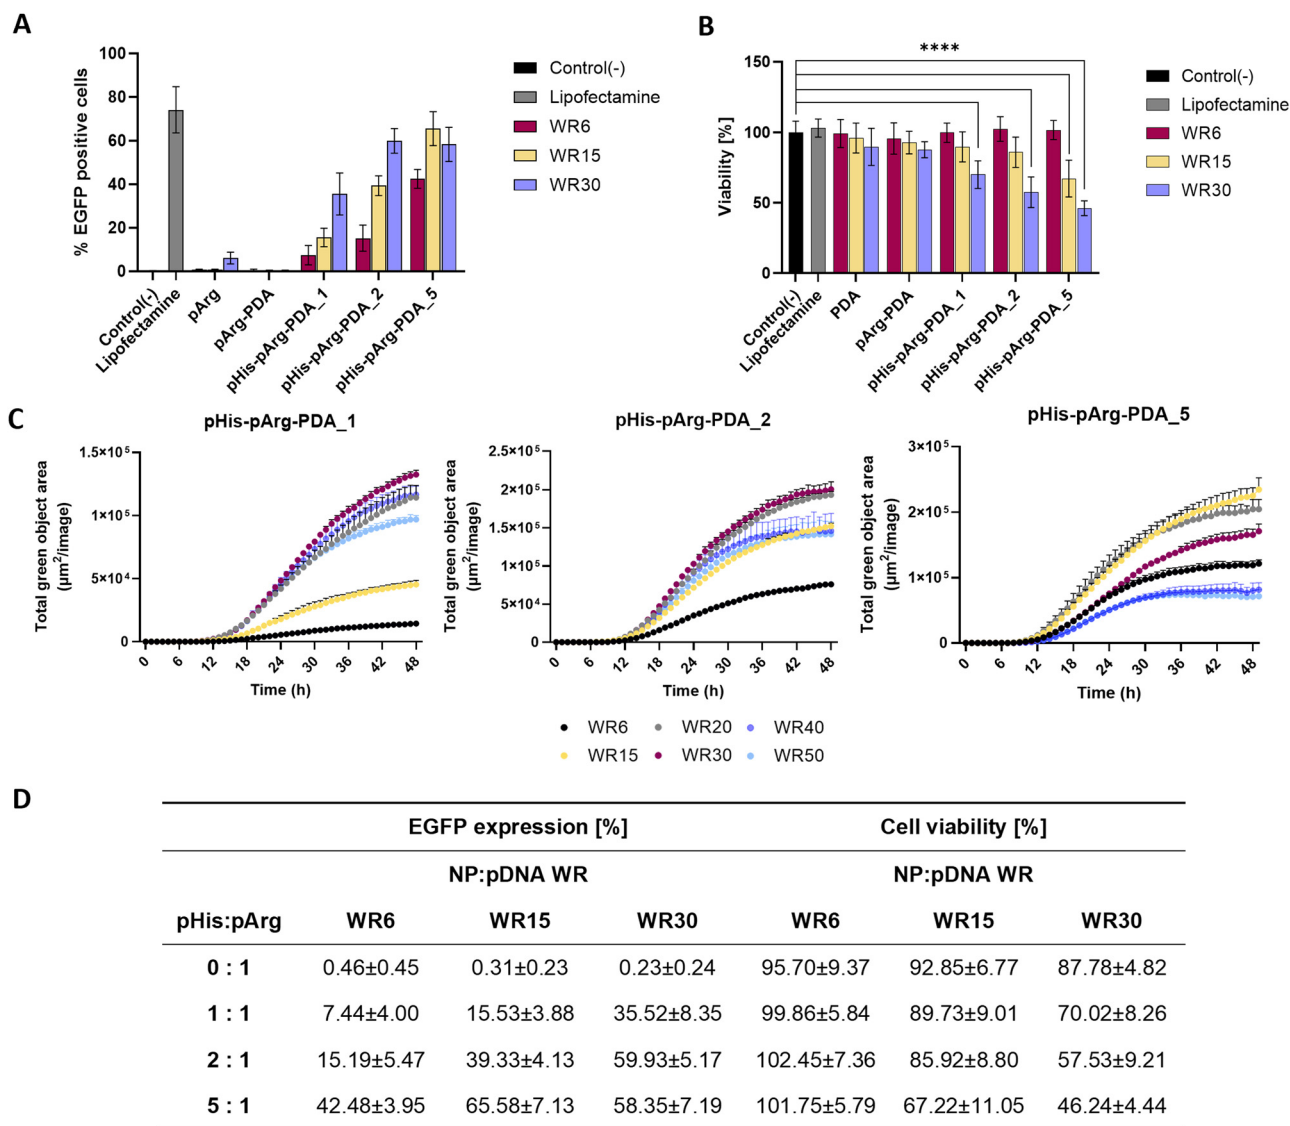 A
% EGFP positive cells
100
80
60
40
20
0
Control(-)
Lipofectamine
pArg
pArg-PDA
pHis-pArg-PDA_1
pHis-pArg-PDA_2
pHis-pArg-PDA_5
Control(-)
Lipofectamine
WR6
WR15
WR30
B
Viability [%]
150
100
50
0
****
Control(-)
Lipofectamine
PDA
pArg-PDA
pHis-pArg-PDA_1
pHis-pArg-PDA_2
pHis-pArg-PDA_5
Control(-)
Lipofectamine
WR6
WR15
WR30
C
pHis-pArg-PDA_1
Total green object area
(µm²/image)
1.5×10⁵
1×10⁵
5×10⁴
0
0 6 12 18 24 30 36 42 48
Time (h)
pHis-pArg-PDA_2
Total green object area
(µm²/image)
2.5×10⁵
2×10⁵
1.5×10⁵
1×10⁵
5×10⁴
0
0 6 12 18 24 30 36 42 48
Time (h)
pHis-pArg-PDA_5
Total green object area
(µm²/image)
3×10⁵
2×10⁵
1×10⁵
0
0 6 12 18 24 30 36 42 48
Time (h)
WR6 WR20 WR40
WR15 WR30 WR50
D
EGFP expression [%] Cell viability [%]
NP:pDNA WR NP:pDNA WR
pHis:pArg WR6 WR15 WR30 WR6 WR15 WR30
0 : 1 0.46±0.45 0.31±0.23 0.23±0.24 95.70±9.37 92.85±6.77 87.78±4.82
1 : 1 7.44±4.00 15.53±3.88 35.52±8.35 99.86±5.84 89.73±9.01 70.02±8.26
2 : 1 15.19±5.47 39.33±4.13 59.93±5.17 102.45±7.36 85.92±8.80 57.53±9.21
5 : 1 42.48±3.95 65.58±7.13 58.35±7.19 101.75±5.79 67.22±11.05 46.24±4.44